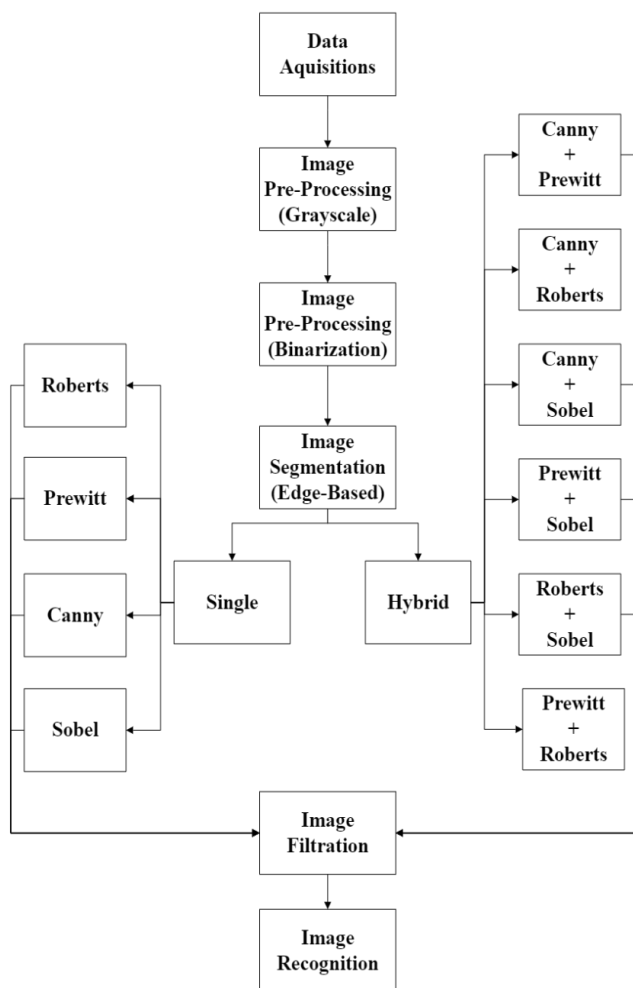 Data
Aquisitions
Image
Pre-Processing
(Grayscale)
Image
Pre-Processing
(Binarization)
Image
Segmentation
(Edge-Based)
Single
Hybrid
Roberts
Prewitt
Canny
Sobel
Canny
+
Prewitt
Canny
+
Roberts
Canny
+
Sobel
Prewitt
+
Sobel
Roberts
+
Sobel
Prewitt
+
Roberts
Image
Filtration
Image
Recognition